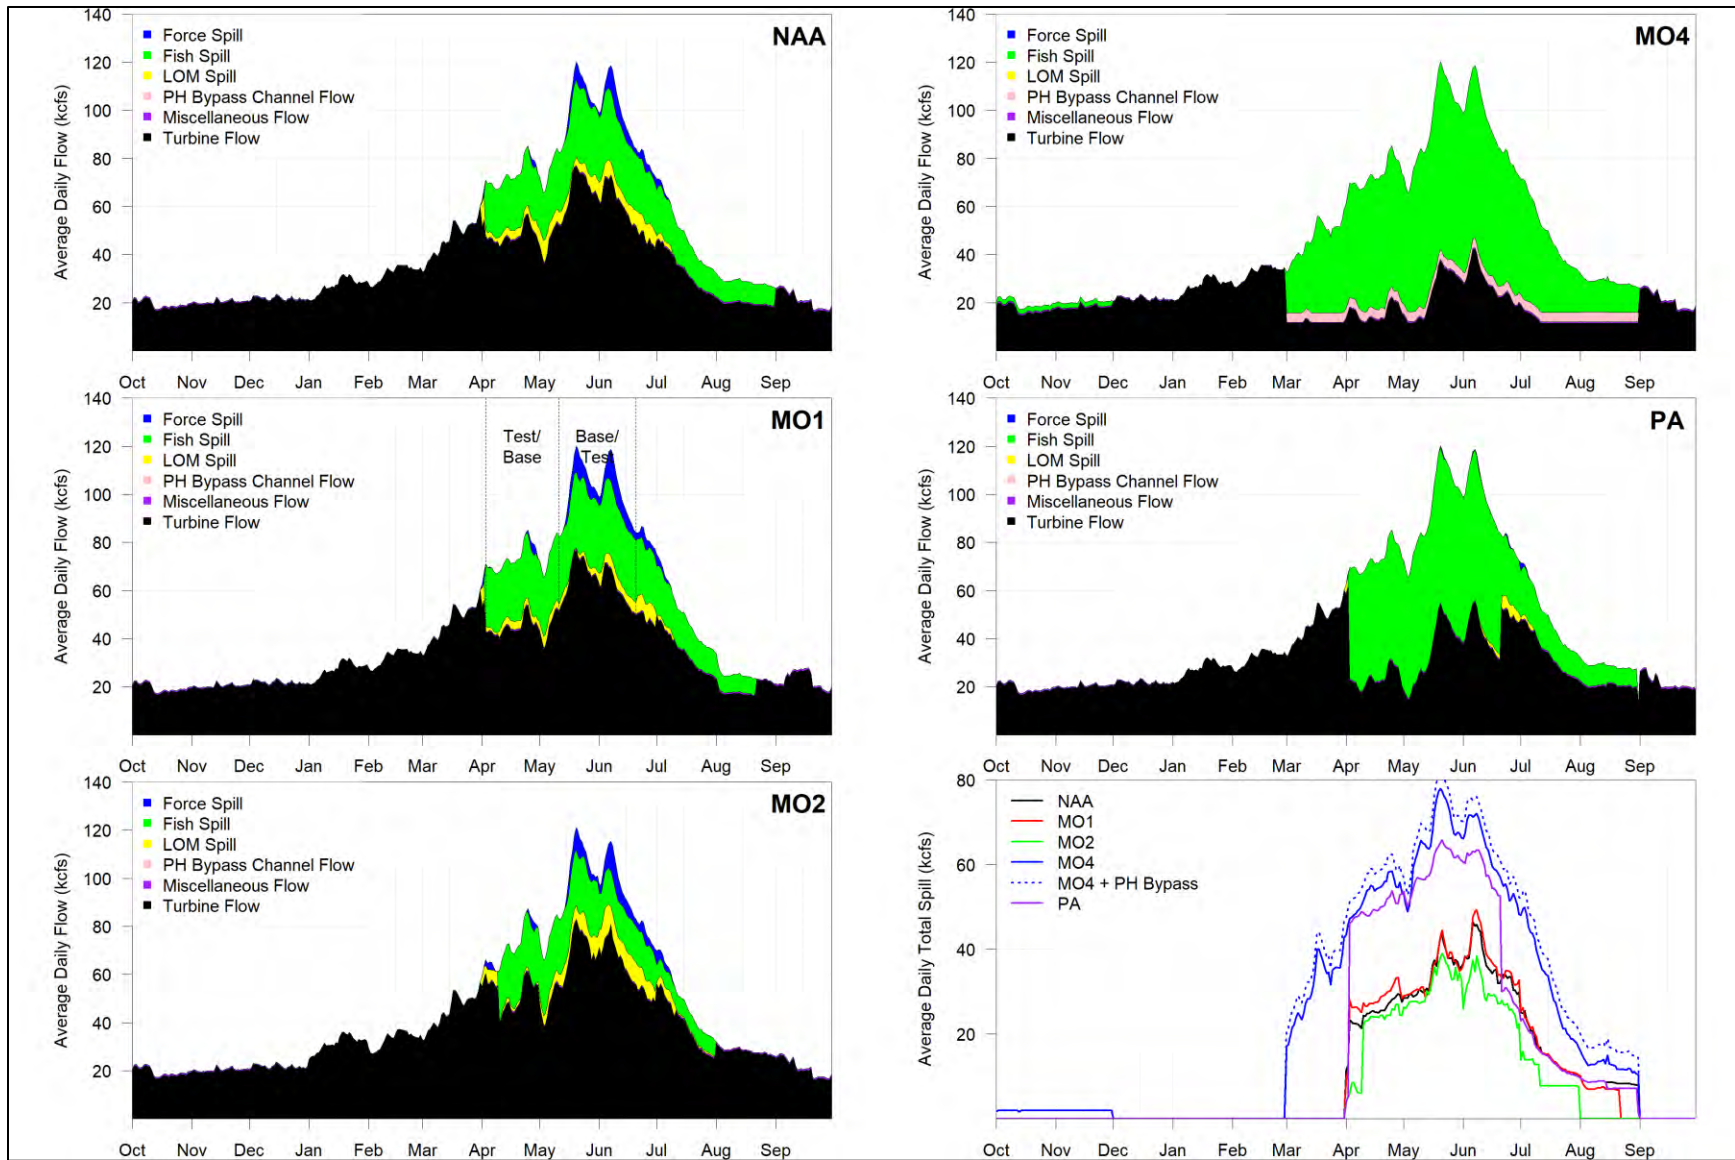 NAA
Average Daily Flow (kcfs)
140
120
100
80
60
40
20
Force Spill
Fish Spill
LOM Spill
PH Bypass Channel Flow
Miscellaneous Flow
Turbine Flow
Oct Nov Dec Jan Feb Mar Apr May Jun Jul Aug Sep
MO4
Average Daily Flow (kcfs)
140
120
100
80
60
40
20
Force Spill
Fish Spill
LOM Spill
PH Bypass Channel Flow
Miscellaneous Flow
Turbine Flow
Oct Nov Dec Jan Feb Mar Apr May Jun Jul Aug Sep
MO1
Average Daily Flow (kcfs)
140
120
100
80
60
40
20
Force Spill
Fish Spill
LOM Spill
PH Bypass Channel Flow
Miscellaneous Flow
Turbine Flow
Test/
Base
Base/
Test
Oct Nov Dec Jan Feb Mar Apr May Jun Jul Aug Sep
PA
Average Daily Flow (kcfs)
140
120
100
80
60
40
20
Force Spill
Fish Spill
LOM Spill
PH Bypass Channel Flow
Miscellaneous Flow
Turbine Flow
Oct Nov Dec Jan Feb Mar Apr May Jun Jul Aug Sep
MO2
Average Daily Flow (kcfs)
140
120
100
80
60
40
20
Force Spill
Fish Spill
LOM Spill
PH Bypass Channel Flow
Miscellaneous Flow
Turbine Flow
Oct Nov Dec Jan Feb Mar Apr May Jun Jul Aug Sep
Average Daily Total Spill (kcfs)
80
60
40
20
NAA
MO1
MO2
MO4
MO4 + PH Bypass
PA
Oct Nov Dec Jan Feb Mar Apr May Jun Jul Aug Sep